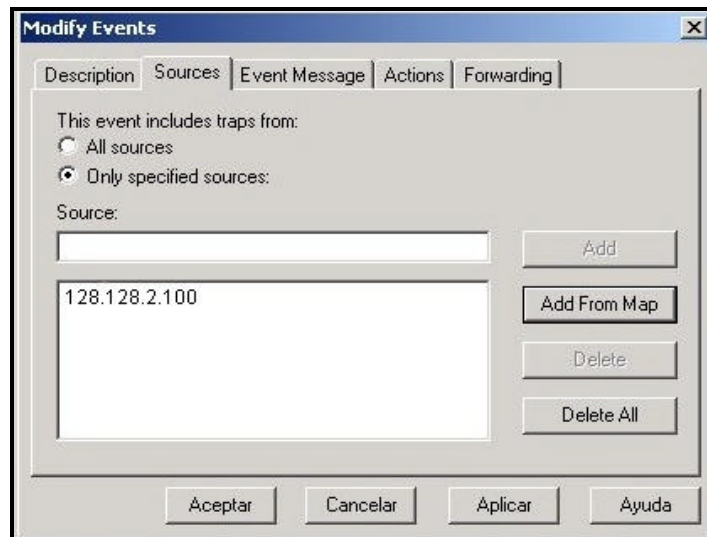 Modify Events
Description Sources Event Message Actions Forwarding
This event includes traps from:
All sources
Only specified sources:
Source:
Add
128.128.2.100
Add From Map
Delete
Delete All
Aceptar Cancelar Aplicar Ayuda